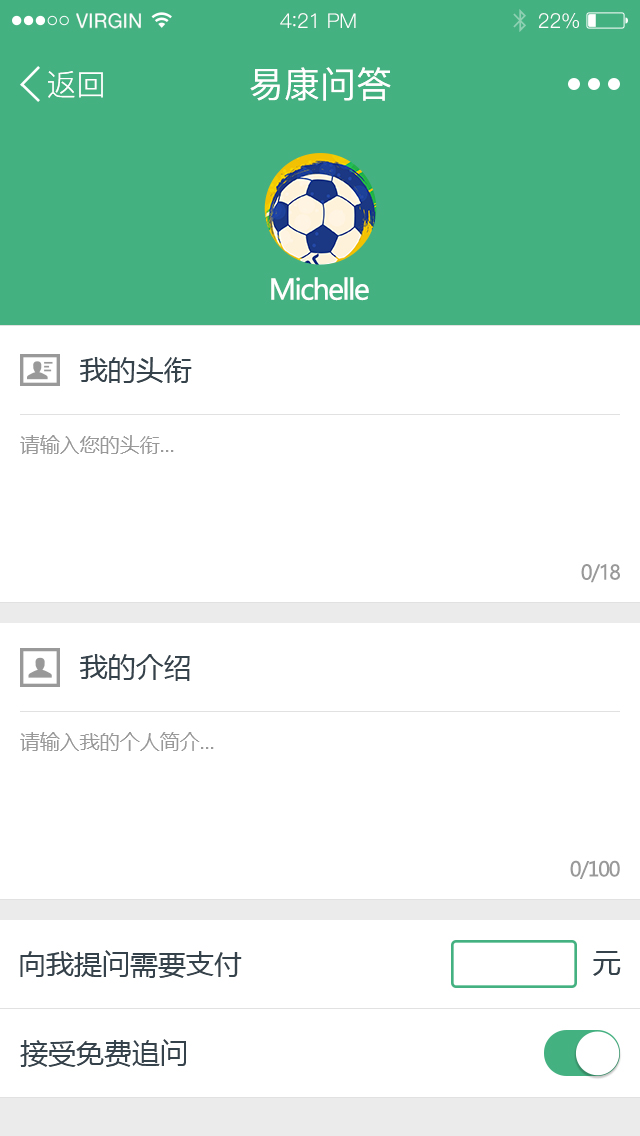 VIRGIN 4:21 PM 22%
返回 易康问答
Michelle
我的头衔
请输入您的头衔...
0/18
我的介绍
请输入我的个人简介...
0/100
向我提问需要支付 元
接受免费追问